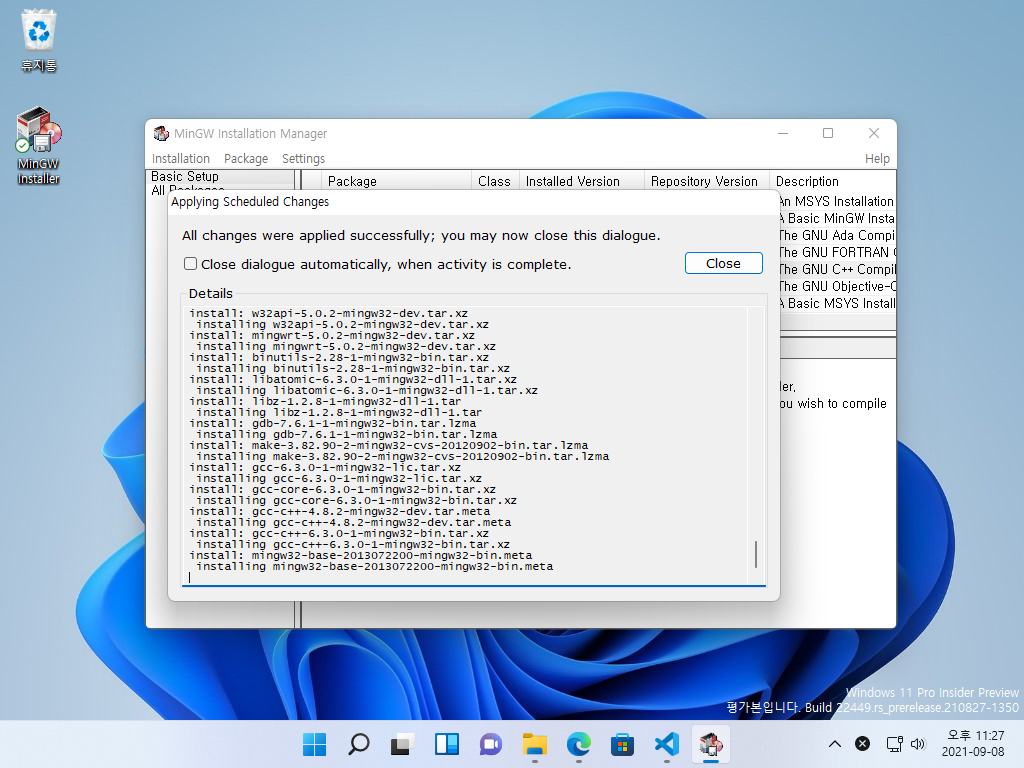 휴지통
MinGW
Installer
MinGW Installation Manager
Installation Package Settings Help
Basic Setup
All Packages
Package Class Installed Version Repository Version Description
An MSYS Installation
A Basic MinGW Insta
The GNU Ada Compi
The GNU FORTRAN
The GNU C++ Compil
The GNU Objective-C
A Basic MSYS Install
ler,
ou wish to compile
Applying Scheduled Changes
All changes were applied successfully; you may now close this dialogue.
Close dialogue automatically, when activity is complete.
Close
Details
install: w32api-5.0.2-mingw32-dev.tar.xz
installing w32api-5.0.2-mingw32-dev.tar.xz
install: mingwrt-5.0.2-mingw32-dev.tar.xz
installing mingwrt-5.0.2-mingw32-dev.tar.xz
install: binutils-2.28-1-mingw32-bin.tar.xz
installing binutils-2.28-1-mingw32-bin.tar.xz
install: libatomic-6.3.0-1-mingw32-dll-1.tar.xz
installing libatomic-6.3.0-1-mingw32-dll-1.tar.xz
install: libz-1.2.8-1-mingw32-dll-1.tar
installing libz-1.2.8-1-mingw32-dll-1.tar
install: gdb-7.6.1-1-mingw32-bin.tar.lzma
installing gdb-7.6.1-1-mingw32-bin.tar.lzma
install: make-3.82.90-2-mingw32-cvs-20120902-bin.tar.lzma
installing make-3.82.90-2-mingw32-cvs-20120902-bin.tar.lzma
install: gcc-6.3.0-1-mingw32-lic.tar.xz
installing gcc-6.3.0-1-mingw32-lic.tar.xz
install: gcc-core-6.3.0-1-mingw32-bin.tar.xz
installing gcc-core-6.3.0-1-mingw32-bin.tar.xz
install: gcc-c++-4.8.2-mingw32-dev.tar.meta
installing gcc-c++-4.8.2-mingw32-dev.tar.meta
install: gcc-c++-6.3.0-1-mingw32-bin.tar.xz
installing gcc-c++-6.3.0-1-mingw32-bin.tar.xz
install: mingw32-base-2013072200-mingw32-bin.meta
installing mingw32-base-2013072200-mingw32-bin.meta
Windows 11 Pro Insider Preview
평가본입니다. Build 22449.rs_prerelease.210827-1350
오후 11:27
2021-09-08